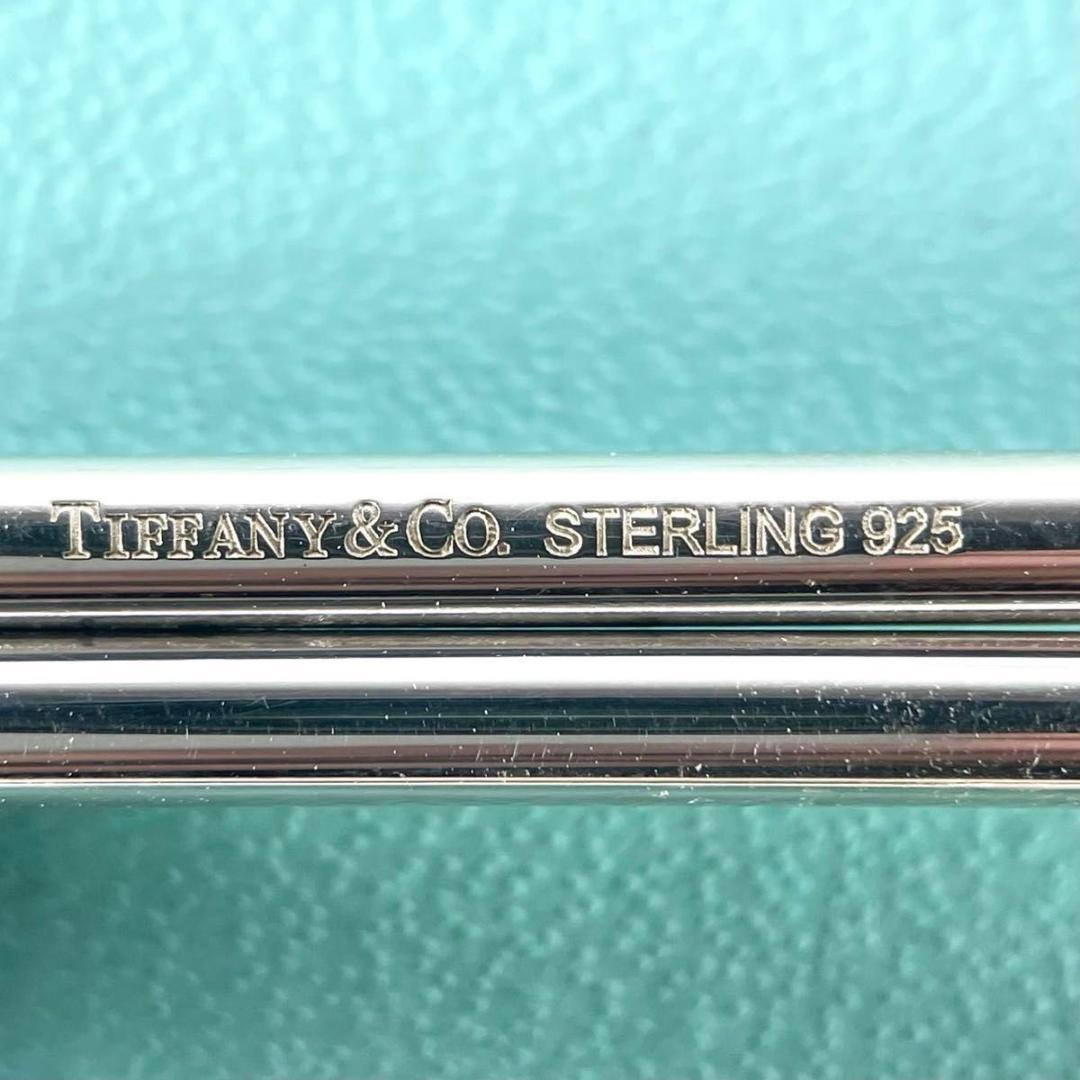 TIFFANY & CO. STERLING 925